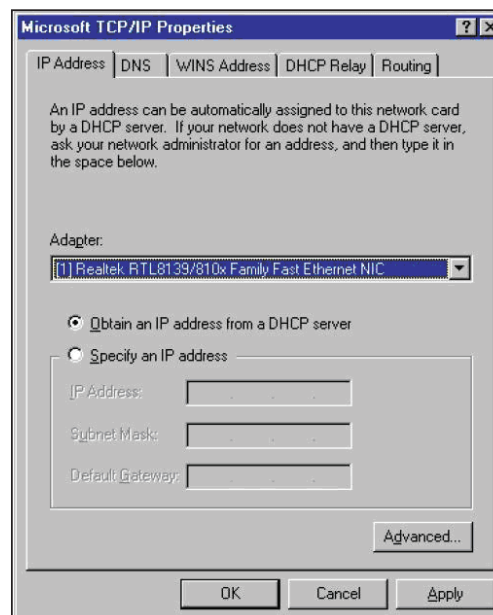 Microsoft TCP/IP Properties
IP Address DNS WINS Address DHCP Relay Routing
An IP address can be automatically assigned to this network card
by a DHCP server. If your network does not have a DHCP server,
ask your network administrator for an address, and then type it in
the space below.
Adapter:
[1] Realtek RTL8139/810x Family Fast Ethernet NIC
Obtain an IP address from a DHCP server
Specify an IP address
IP Address:
Subnet Mask:
Default Gateway:
Advanced...
OK Cancel Apply